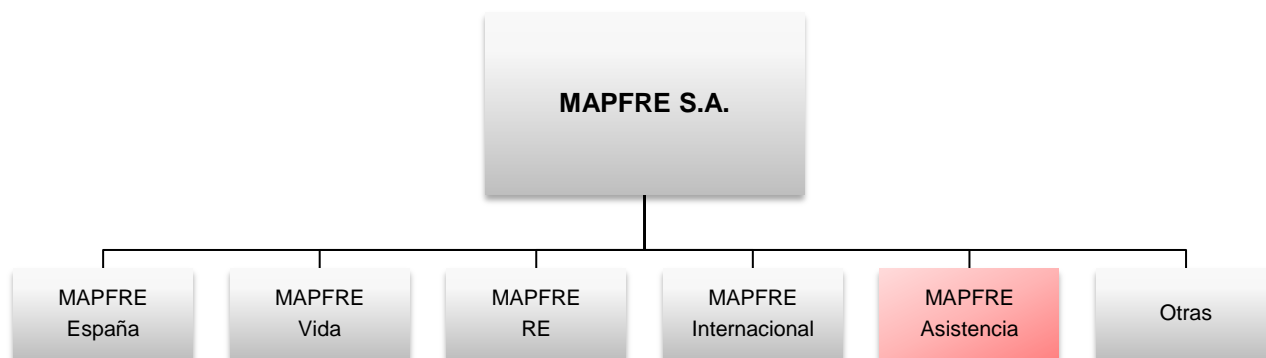 MAPFRE S.A.
MAPFRE
España
MAPFRE
Vida
MAPFRE
RE
MAPFRE
Internacional
MAPFRE
Asistencia
Otras